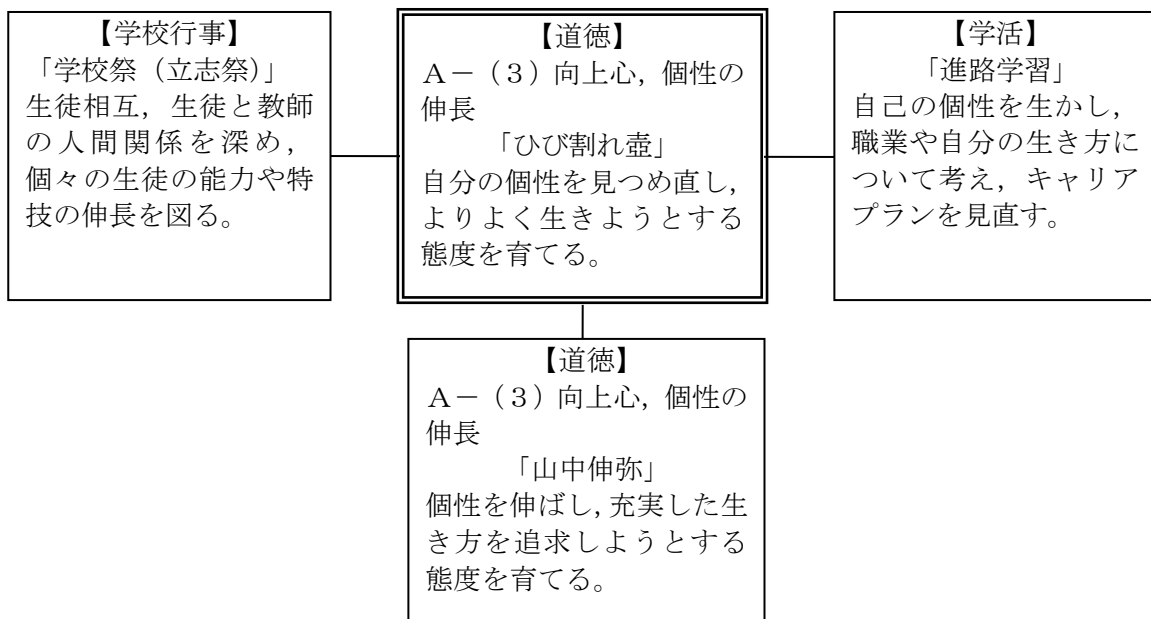 【学校行事】
「学校祭（立志祭）」
生徒相互，生徒と教師
の人間関係を深め，
個々の生徒の能力や特
技の伸長を図る。
【道徳】
Ａ－（３）向上心，個性の
伸長
「ひび割れ壺」
自分の個性を見つめ直し，
よりよく生きようとする
態度を育てる。
【学活】
「進路学習」
自己の個性を生かし，
職業や自分の生き方に
ついて考え，キャリア
プランを見直す。
【道徳】
Ａ－（３）向上心，個性の
伸長
「山中伸弥」
個性を伸ばし，充実した生
き方を追求しようとする
態度を育てる。